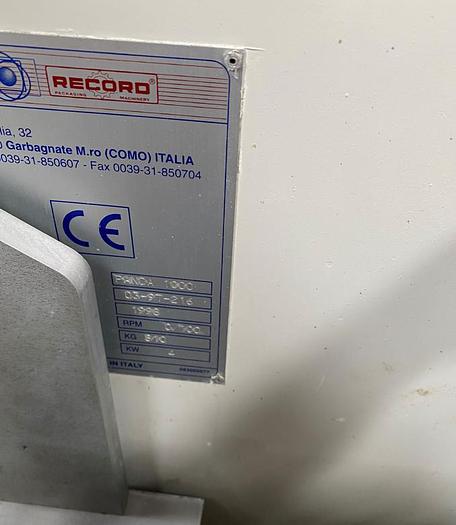 RECORD
PACKAGING MACHINERY
lia, 32
Garbagnate M.ro (COMO) ITALIA
0039-31-850607 - Fax 0039-31-850704
CE
PANDA 1000
03-97-216
1998
RPM
KG 810
KW 4
IN ITALY